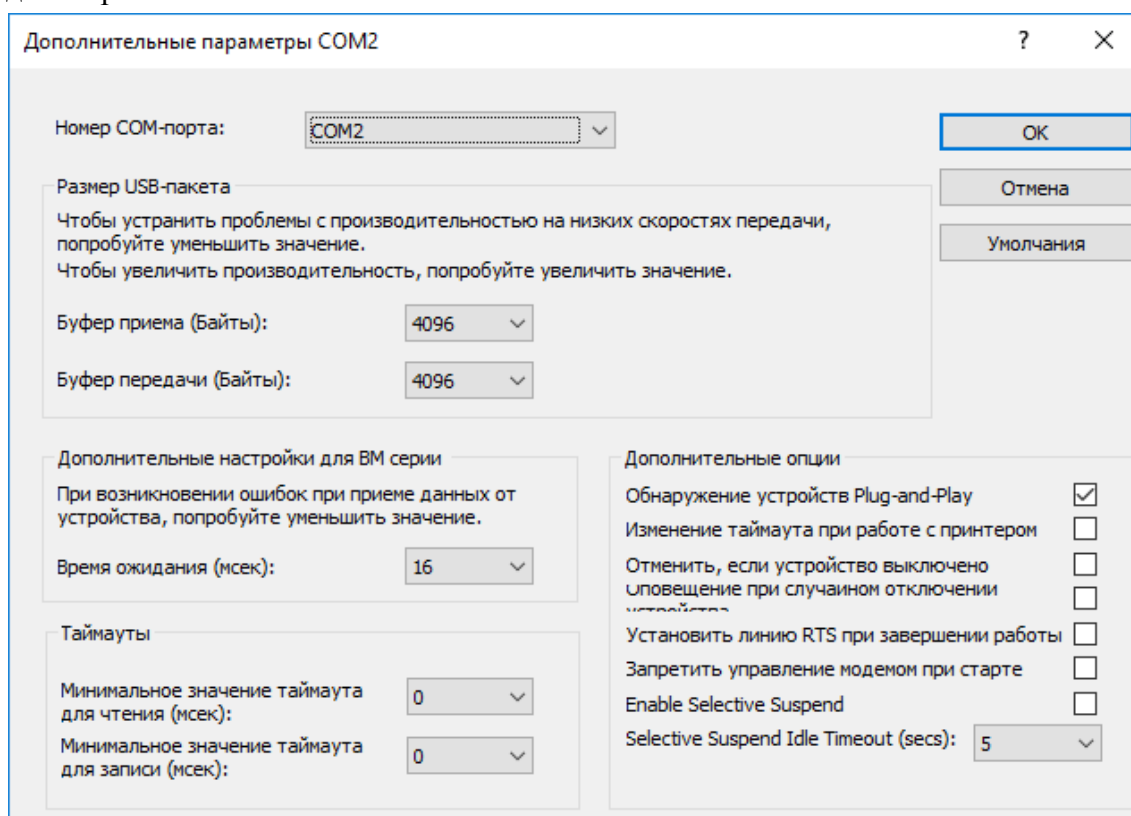 Дополнительные параметры COM2
?
Номер COM-порта:
COM2
OK
Размер USB-пакета
Отмена
Чтобы устранить проблемы с производительностью на низких скоростях передачи,
попробуйте уменьшить значение.
Умолчания
Чтобы увеличить производительность, попробуйте увеличить значение.
Буфер приема (Байты):
4096
Буфер передачи (Байты):
4096
Дополнительные настройки для BM серии
При возникновении ошибок при приеме данных от
устройства, попробуйте уменьшить значение.
Время ожидания (мсек):
16
Таймауты
Минимальное значение таймаута
для чтения (мсек):
0
Минимальное значение таймаута
для записи (мсек):
0
Дополнительные опции
Обнаружение устройств Plug-and-Play
Изменение таймаута при работе с принтером
Отменить, если устройство выключено
Оповещение при случайном отключении
устройства
Установить линию RTS при завершении работы
Запретить управление модемом при старте
Enable Selective Suspend
Selective Suspend Idle Timeout (secs):
5